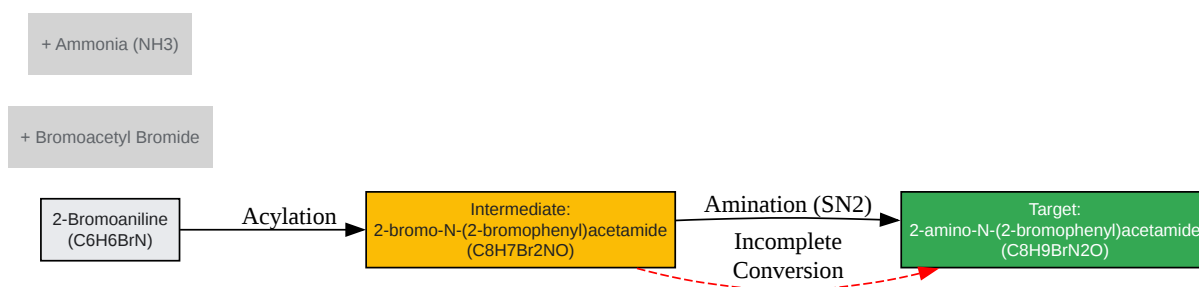 + Ammonia (NH3)
+ Bromoacetyl Bromide
2-Bromoaniline
(C6H6BrN)
Acylation
Intermediate:
2-bromo-N-(2-bromophenyl)acetamide
(C8H7Br2NO)
Amination (SN2)
Incomplete
Conversion
Target:
2-amino-N-(2-bromophenyl)acetamide
(C8H9BrN2O)